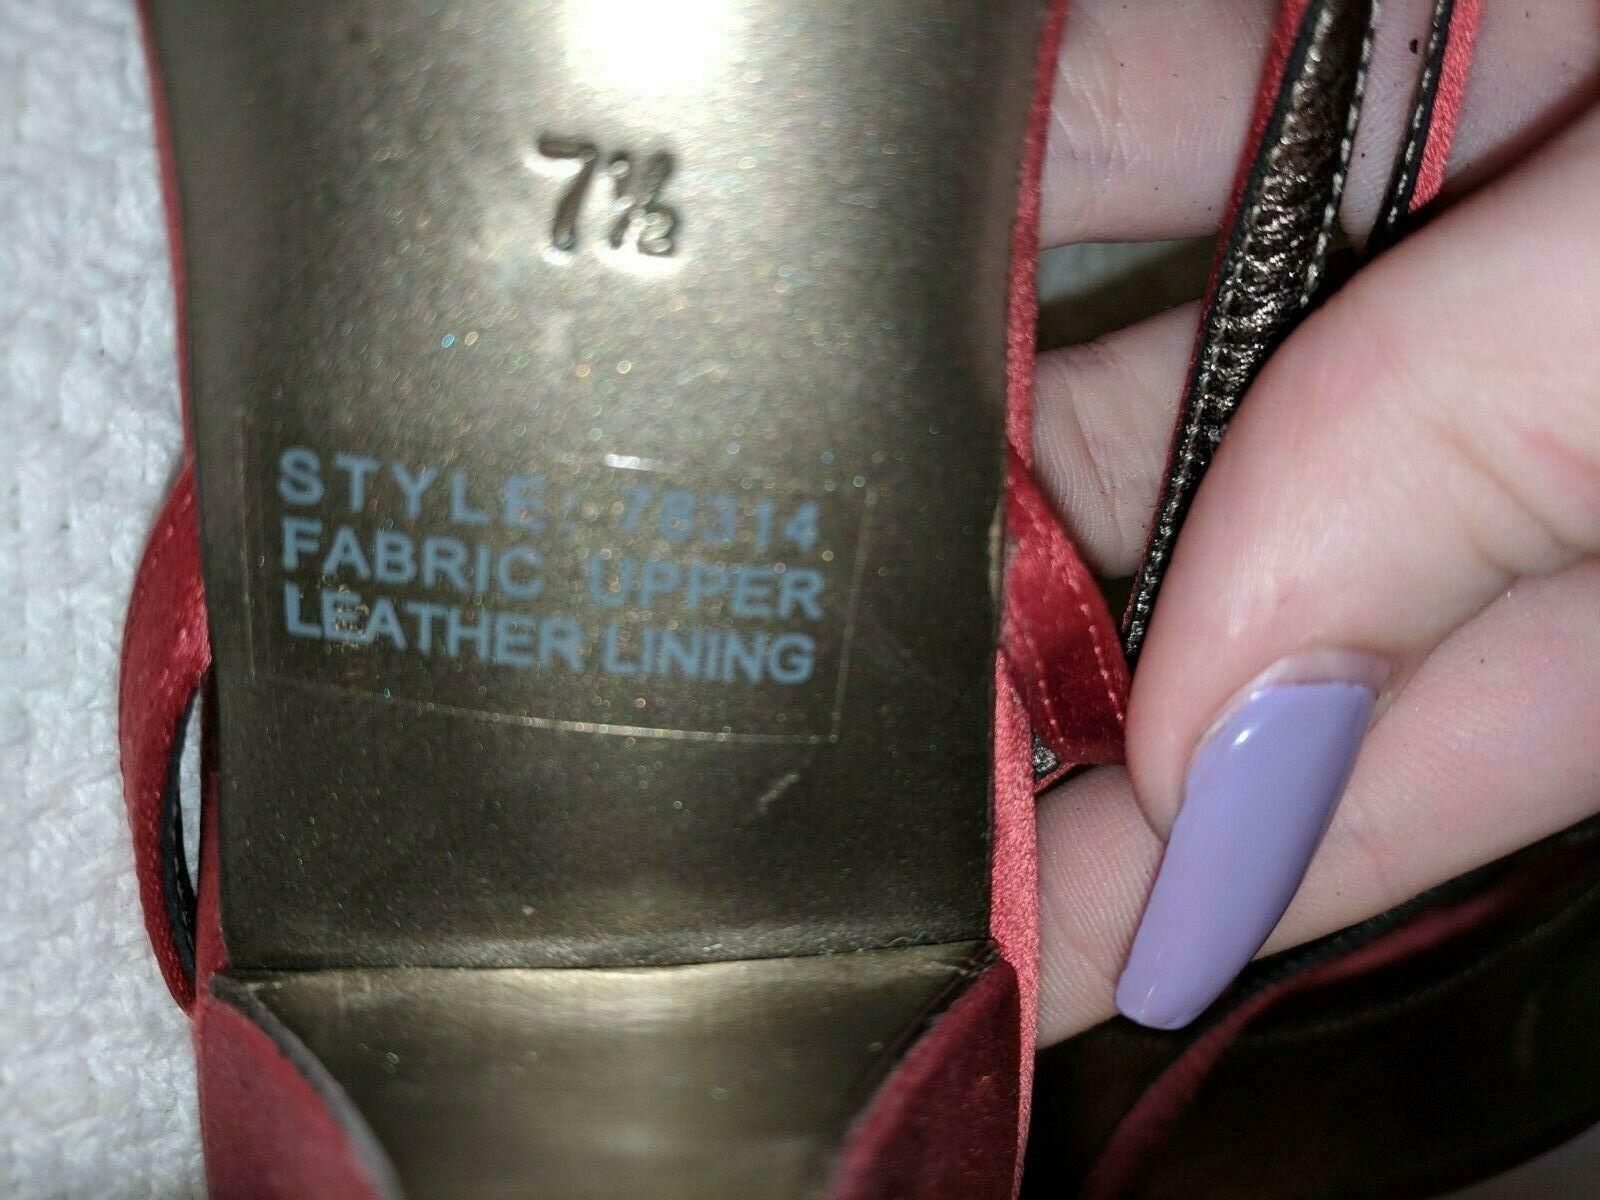 7½
STYLE: 78314
FABRIC UPPER
LEATHER LINING